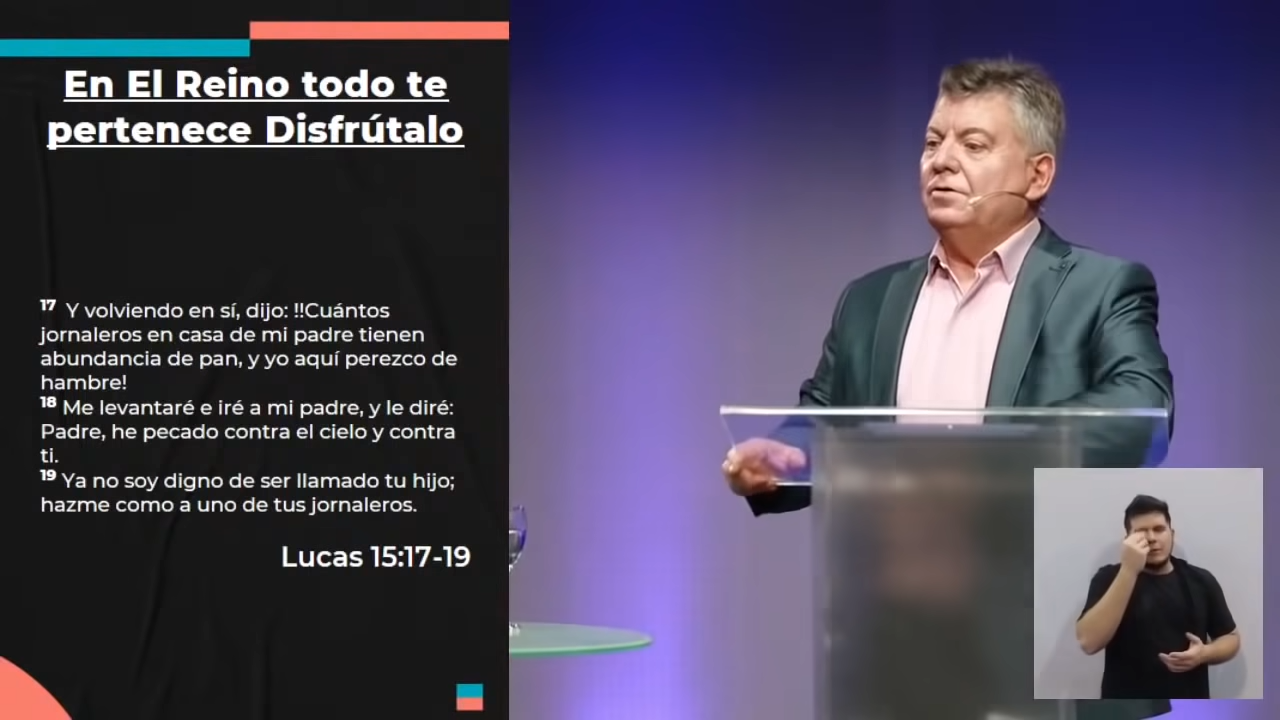 En El Reino todo te
pertenece Disfrútalo
17 Y volviendo en sí, dijo: !!Cuántos
jornaleros en casa de mi padre tienen
abundancia de pan, y yo aquí perezco de
hambre!
18 Me levantaré e iré a mi padre, y le diré:
Padre, he pecado contra el cielo y contra
ti.
19 Ya no soy digno de ser llamado tu hijo;
hazme como a uno de tus jornaleros.
Lucas 15:17-19